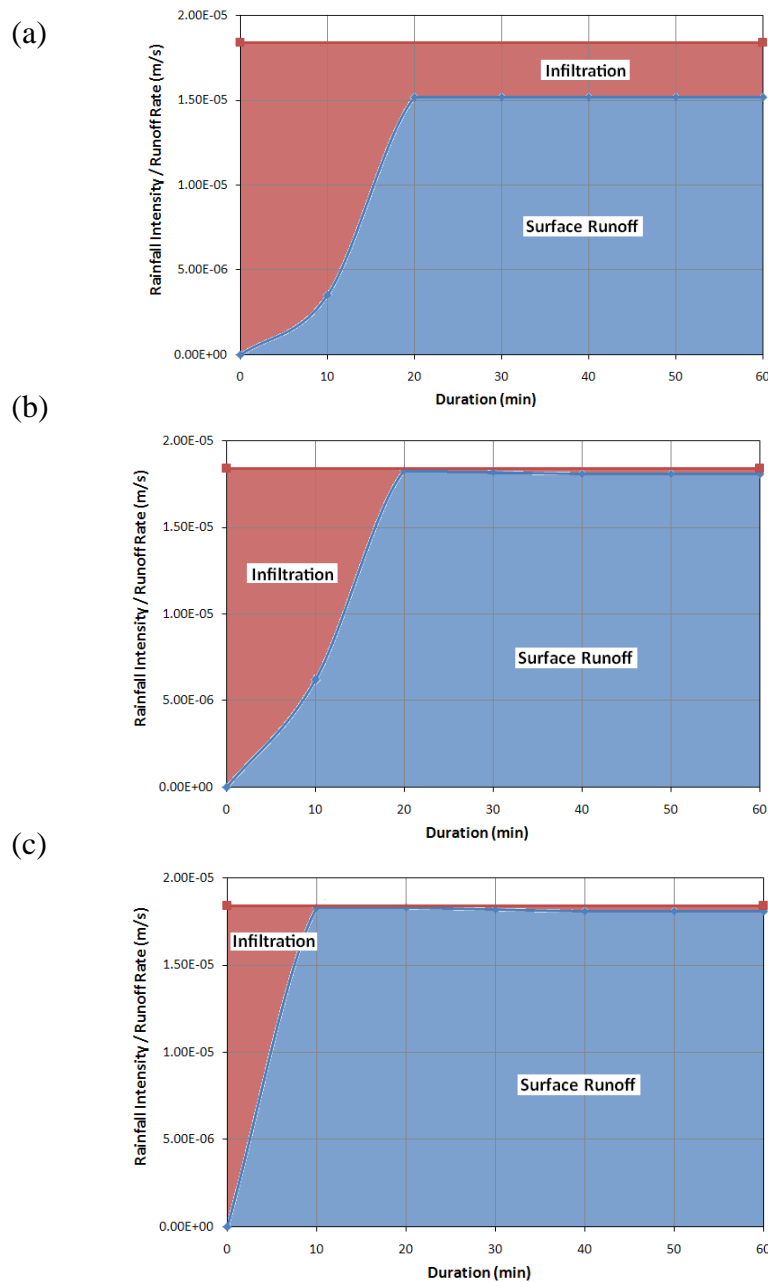 (a)
2.00E-05
Infiltration
1.50E-05
1.00E-05
Surface Runoff
5.00E-06
0.00E+00
0 10 20 30 40 50 60
Duration (min)
Rainfall Intensity / Runoff Rate (m/s)
(b)
2.00E-05
1.50E-05
Infiltration
1.00E-05
Surface Runoff
5.00E-06
0.00E+00
0 10 20 30 40 50 60
Duration (min)
Rainfall Intensity / Runoff Rate (m/s)
(c)
2.00E-05
Infiltration
1.50E-05
1.00E-05
Surface Runoff
5.00E-06
0.00E+00
0 10 20 30 40 50 60
Duration (min)
Rainfall Intensity / Runoff Rate (m/s)